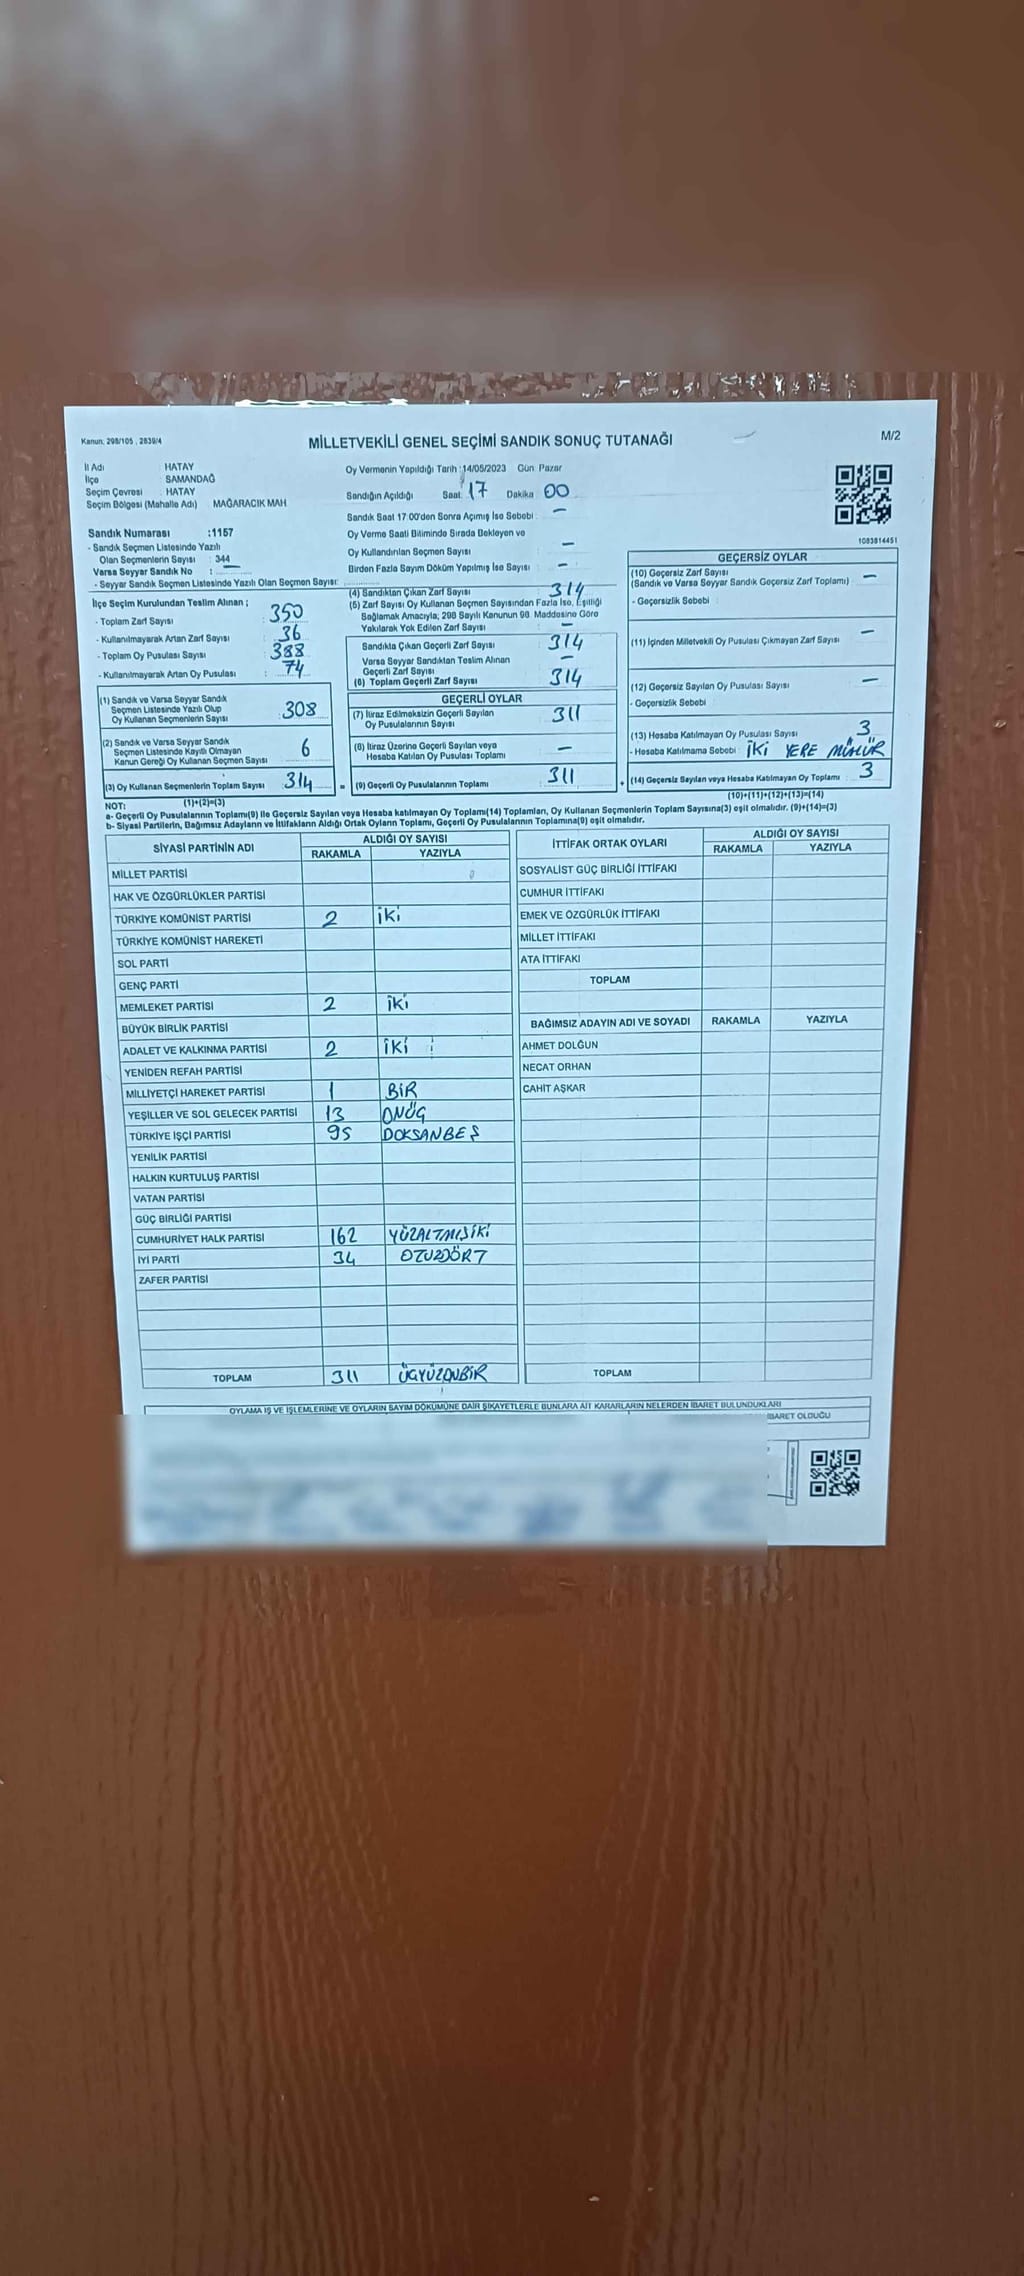 Kanun: 298/105 , 2839/4
MİLLETVEKİLİ GENEL SEÇİMİ SANDIK SONUÇ TUTANAĞI
M/2
İl Adı : HATAY
İlçe : SAMANDAĞ
Seçim Çevresi : HATAY
Seçim Bölgesi (Mahalle Adı) MAĞARACIK MAH
Oy Vermenin Yapıldığı Tarih :14/05/2023 Gün Pazar
Sandığın Açıldığı Saat: 17 Dakika 00
Sandık Saat 17:00'den Sonra Açımış İse Sebebi : —
Oy Verme Saati Bitiminde Sırada Bekleyen ve
Oy Kullandırılan Seçmen Sayısı : —
Birden Fazla Sayım Döküm Yapılmış İse Sayısı : —
1083814451
Sandık Numarası :1157
- Sandık Seçmen Listesinde Yazılı
Olan Seçmenlerin Sayısı : 344
Varsa Seyyar Sandık No : —
- Seyyar Sandık Seçmen Listesinde Yazılı Olan Seçmen Sayısı:
İlçe Seçim Kurulundan Teslim Alınan ;
- Toplam Zarf Sayısı : 350
- Kullanılmayarak Artan Zarf Sayısı : 36
- Toplam Oy Pusulası Sayısı : 388
- Kullanılmayarak Artan Oy Pusulası : 74
(1) Sandık ve Varsa Seyyar Sandık
Seçmen Listesinde Yazılı Olup
Oy Kullanan Seçmenlerin Sayısı : 308
(2) Sandık ve Varsa Seyyar Sandık
Seçmen Listesinde Kayıtlı Olmayan
Kanun Gereği Oy Kullanan Seçmen Sayısı : 6
(3) Oy Kullanan Seçmenlerin Toplam Sayısı : 314
(1)+(2)=(3)
(4) Sandıktan Çıkan Zarf Sayısı : 314
(5) Zarf Sayısı Oy Kullanan Seçmen Sayısından Fazla İse, Eşitliği
Sağlamak Amacıyla; 298 Sayılı Kanunun 98. Maddesine Göre
Yakılarak Yok Edilen Zarf Sayısı : —
Sandıkta Çıkan Geçerli Zarf Sayısı : 314
Varsa Seyyar Sandıktan Teslim Alınan
Geçerli Zarf Sayısı : —
(6) Toplam Geçerli Zarf Sayısı : 314
GEÇERLİ OYLAR
(7) İtiraz Edilmeksizin Geçerli Sayılan
Oy Pusulalarının Sayısı : 311
(8) İtiraz Üzerine Geçerli Sayılan veya
Hesaba Katılan Oy Pusulası Toplamı : —
= (9) Geçerli Oy Pusulalarının Toplamı : 311
GEÇERSİZ OYLAR
(10) Geçersiz Zarf Sayısı
(Sandık ve Varsa Seyyar Sandık Geçersiz Zarf Toplamı) : —
- Geçersizlik Sebebi :
(11) İçinden Milletvekili Oy Pusulası Çıkmayan Zarf Sayısı : —
(12) Geçersiz Sayılan Oy Pusulası Sayısı : —
- Geçersizlik Sebebi
(13) Hesaba Katılmayan Oy Pusulası Sayısı : 3
- Hesaba Katılmama Sebebi : İKİ YERE MÜHÜR
+ (14) Geçersiz Sayılan veya Hesaba Katılmayan Oy Toplamı : 3
(10)+(11)+(12)+(13)=(14)
NOT:
a- Geçerli Oy Pusulalarının Toplamı(9) ile Geçersiz Sayılan veya Hesaba katılmayan Oy Toplamı(14) Toplamları, Oy Kullanan Seçmenlerin Toplam Sayısına(3) eşit olmalıdır. (9)+(14)=(3)
b- Siyasi Partilerin, Bağımsız Adayların ve İttifakların Aldığı Ortak Oyların Toplamı, Geçerli Oy Pusulalarının Toplamına(9) eşit olmalıdır.
SİYASİ PARTİNİN ADI ALDIĞI OY SAYISI
RAKAMLA YAZIYLA
MİLLET PARTİSİ
HAK VE ÖZGÜRLÜKLER PARTİSİ
TÜRKİYE KOMÜNİST PARTİSİ 2 İKİ
TÜRKİYE KOMÜNİST HAREKETİ
SOL PARTİ
GENÇ PARTİ
MEMLEKET PARTİSİ 2 İKİ
BÜYÜK BİRLİK PARTİSİ
ADALET VE KALKINMA PARTİSİ 2 İKİ
YENİDEN REFAH PARTİSİ
MİLLİYETÇİ HAREKET PARTİSİ 1 BİR
YEŞİLLER VE SOL GELECEK PARTİSİ 13 ONÜÇ
TÜRKİYE İŞÇİ PARTİSİ 95 DOKSANBEŞ
YENİLİK PARTİSİ
HALKIN KURTULUŞ PARTİSİ
VATAN PARTİSİ
GÜÇ BİRLİĞİ PARTİSİ
CUMHURİYET HALK PARTİSİ 162 YÜZALTMIŞİKİ
İYİ PARTİ 34 OTUZDÖRT
ZAFER PARTİSİ
TOPLAM 311 ÜÇYÜZONBİR
İTTİFAK ORTAK OYLARI ALDIĞI OY SAYISI
RAKAMLA YAZIYLA
SOSYALİST GÜÇ BİRLİĞİ İTTİFAKI
CUMHUR İTTİFAKI
EMEK VE ÖZGÜRLÜK İTTİFAKI
MİLLET İTTİFAKI
ATA İTTİFAKI
TOPLAM
BAĞIMSIZ ADAYIN ADI VE SOYADI RAKAMLA YAZIYLA
AHMET DOLĞUN
NECAT ORHAN
CAHİT AŞKAR
TOPLAM
OYLAMA İŞ VE İŞLEMLERİNE VE OYLARIN SAYIM DÖKÜMÜNE DAİR ŞİKAYETLERLE BUNLARA AİT KARARLARIN NELERDEN İBARET BULUNDUKLARI
İBARET OLDUĞU